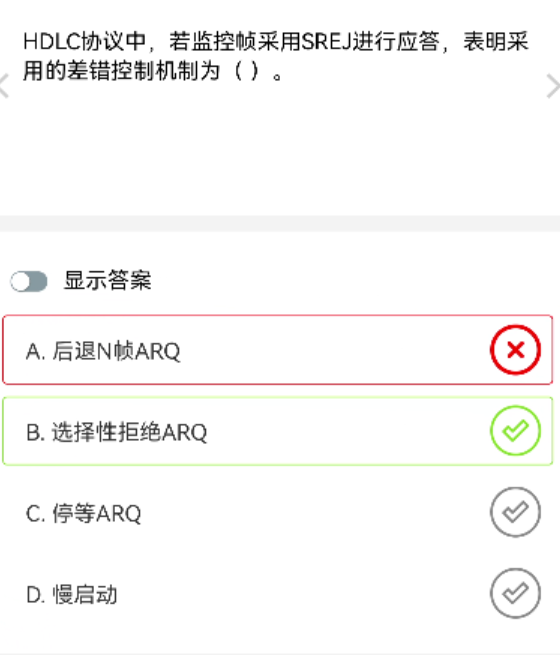 HDLC协议中，若监控帧采用SREJ进行应答，表明采
用的差错控制机制为（ ）。
显示答案
A. 后退N帧ARQ
B. 选择性拒绝ARQ
C. 停等ARQ
D. 慢启动